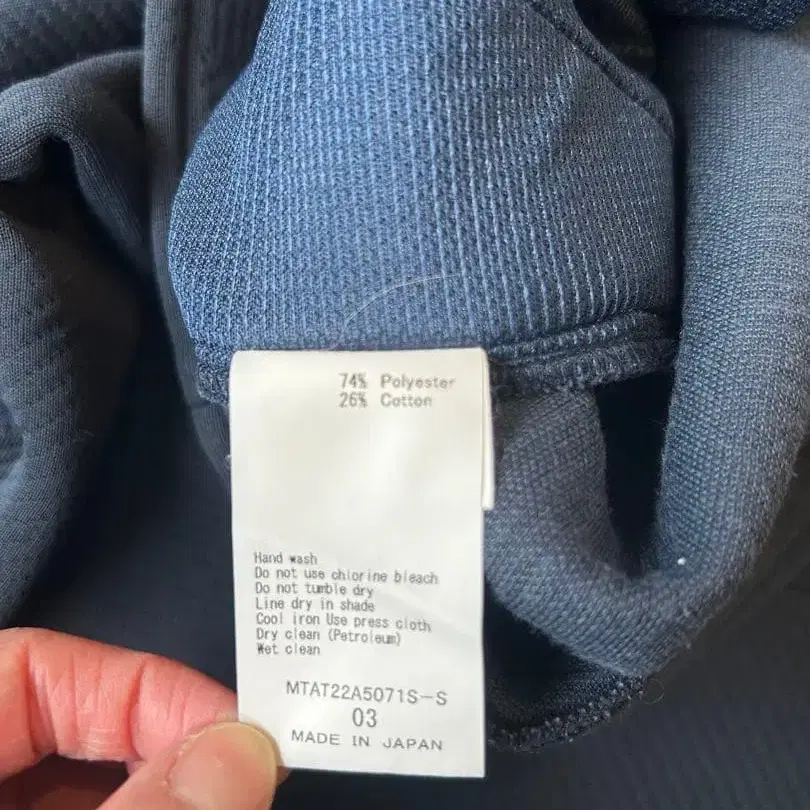 74% Polyester
26% Cotton
Hand wash
Do not use chlorine bleach
Do not tumble dry
Line dry in shade
Cool iron Use press cloth
Dry clean (Petroleum)
Wet clean
MTAT22A5071S-S
03
MADE IN JAPAN